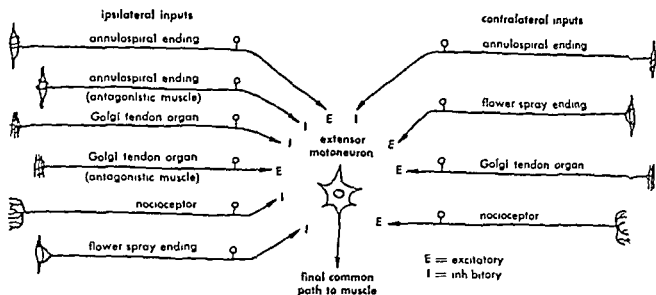 ipsilateral inputs
annulospiral ending
annulospiral ending
(antagonistic muscle)
Golgi tendon organ
Golgi tendon organ
(antagonistic muscle)
nocioceptor
flower spray ending
contralateral inputs
annulospiral ending
flower spray ending
Golgi tendon organ
nocioceptor
E
I
I
I
E
I
I
E
E
E
extensor
motoneuron
final common
path to muscle
E = excitatory
I = inhibitory